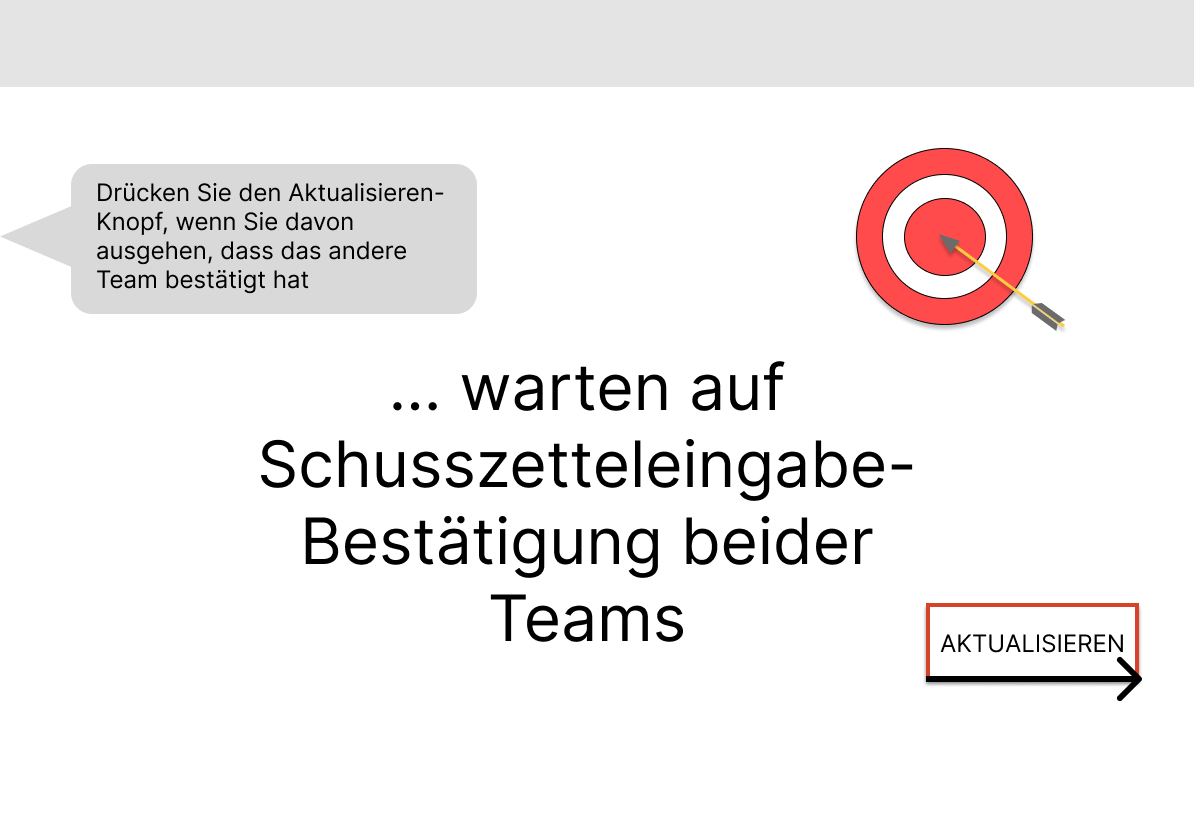 Drücken Sie den Aktualisieren-
Knopf, wenn Sie davon
ausgehen, dass das andere
Team bestätigt hat
... warten auf
Schusszetteleingabe-
Bestätigung beider
Teams
AKTUALISIEREN